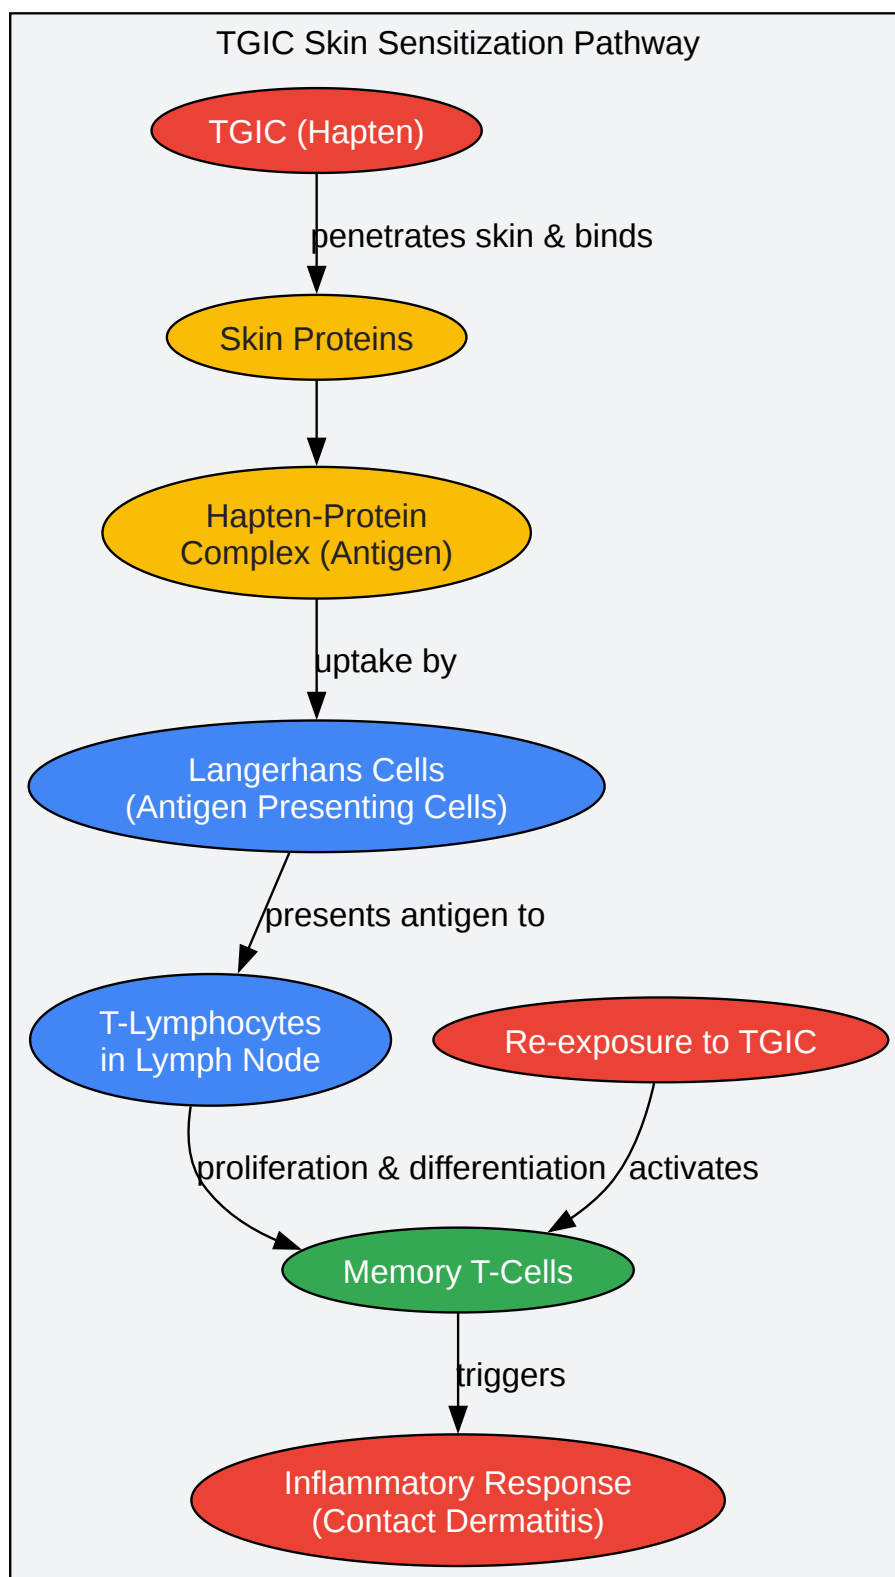 TGIC Skin Sensitization Pathway
TGIC (Hapten)
penetrates skin & binds
Skin Proteins
Hapten-Protein
Complex (Antigen)
uptake by
Langerhans Cells
(Antigen Presenting Cells)
presents antigen to
T-Lymphocytes
in Lymph Node
Re-exposure to TGIC
proliferation & differentiation
activates
Memory T-Cells
triggers
Inflammatory Response
(Contact Dermatitis)